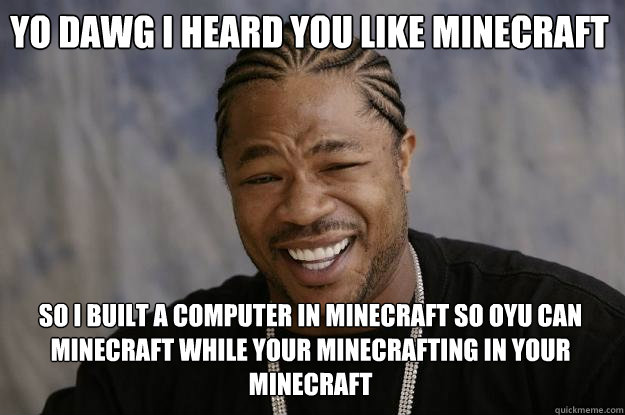 YO DAWG I HEARD YOU LIKE MINECRAFT
SO I BUILT A COMPUTER IN MINECRAFT SO OYU CAN
MINECRAFT WHILE YOUR MINECRAFTING IN YOUR
MINECRAFT
quickmeme.com